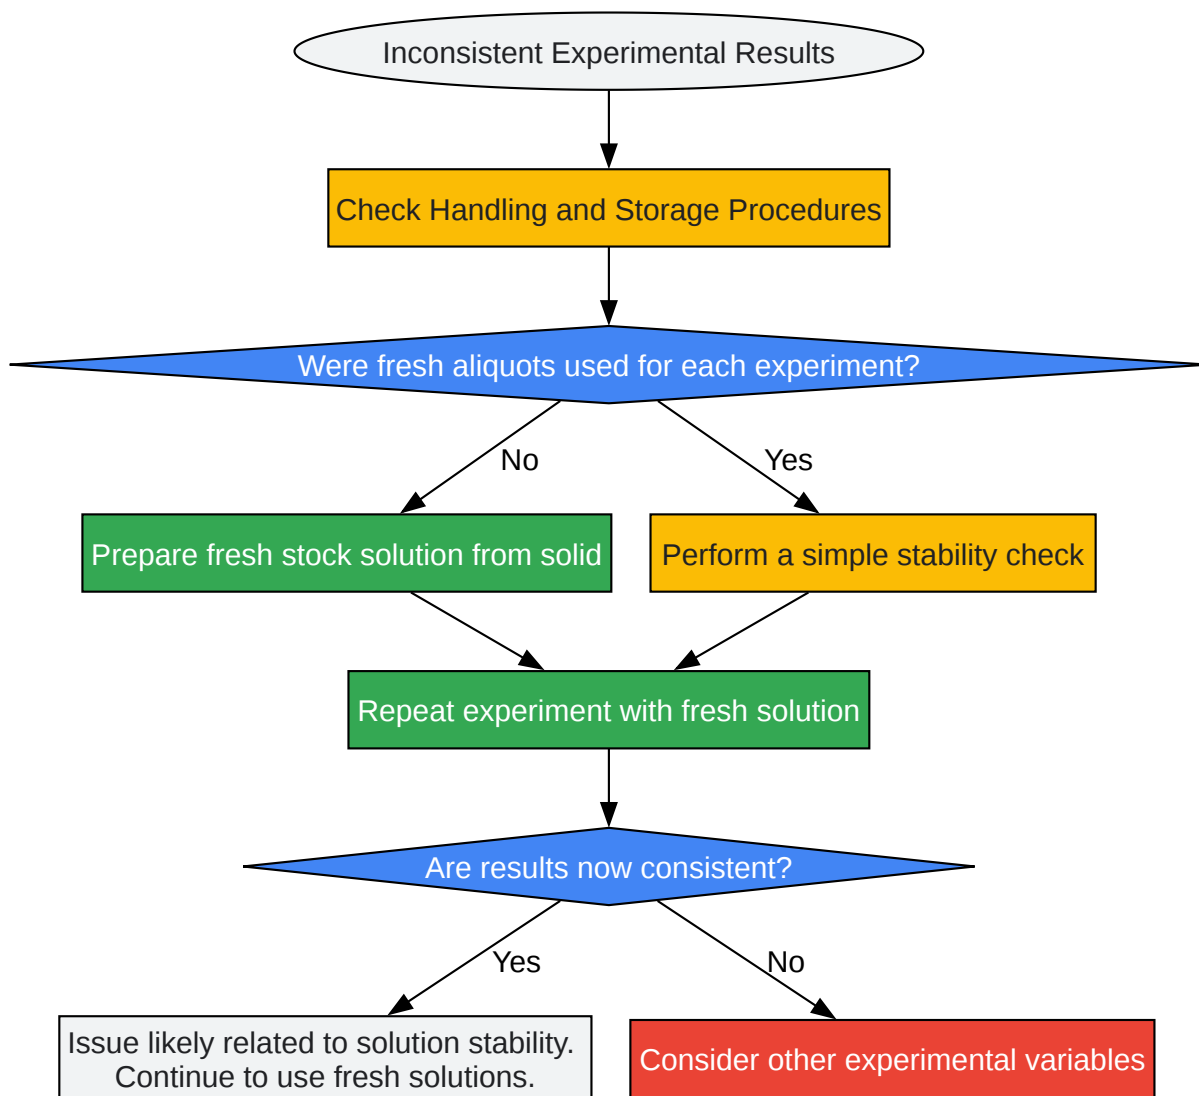 Inconsistent Experimental Results
Check Handling and Storage Procedures
Were fresh aliquots used for each experiment?
No
Yes
Prepare fresh stock solution from solid
Perform a simple stability check
Repeat experiment with fresh solution
Are results now consistent?
Yes
No
Issue likely related to solution stability.
Continue to use fresh solutions.
Consider other experimental variables